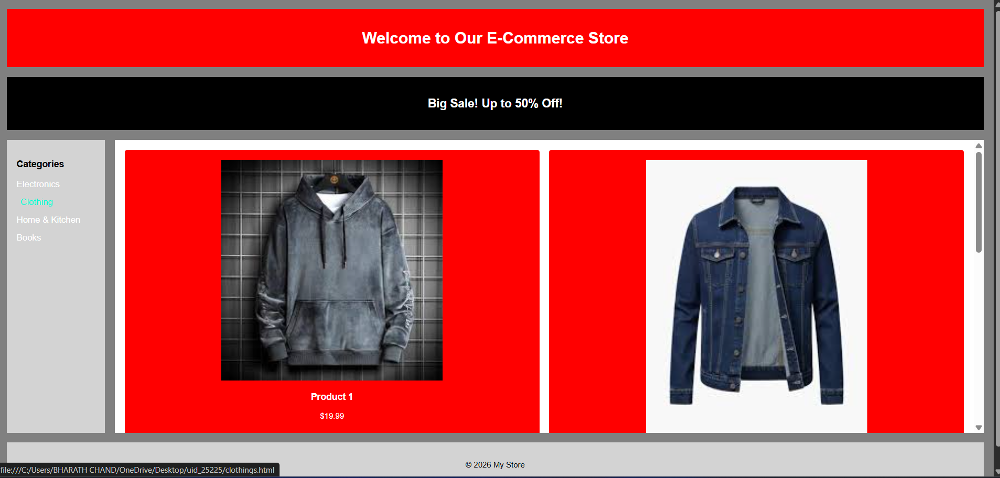 Welcome to Our E-Commerce Store
Big Sale! Up to 50% Off!
Categories
Electronics
Clothing
Home & Kitchen
Books
Product 1
$19.99
© 2026 My Store
file:///C:/Users/BHARATH CHAND/OneDrive/Desktop/uid_25225/clothings.html